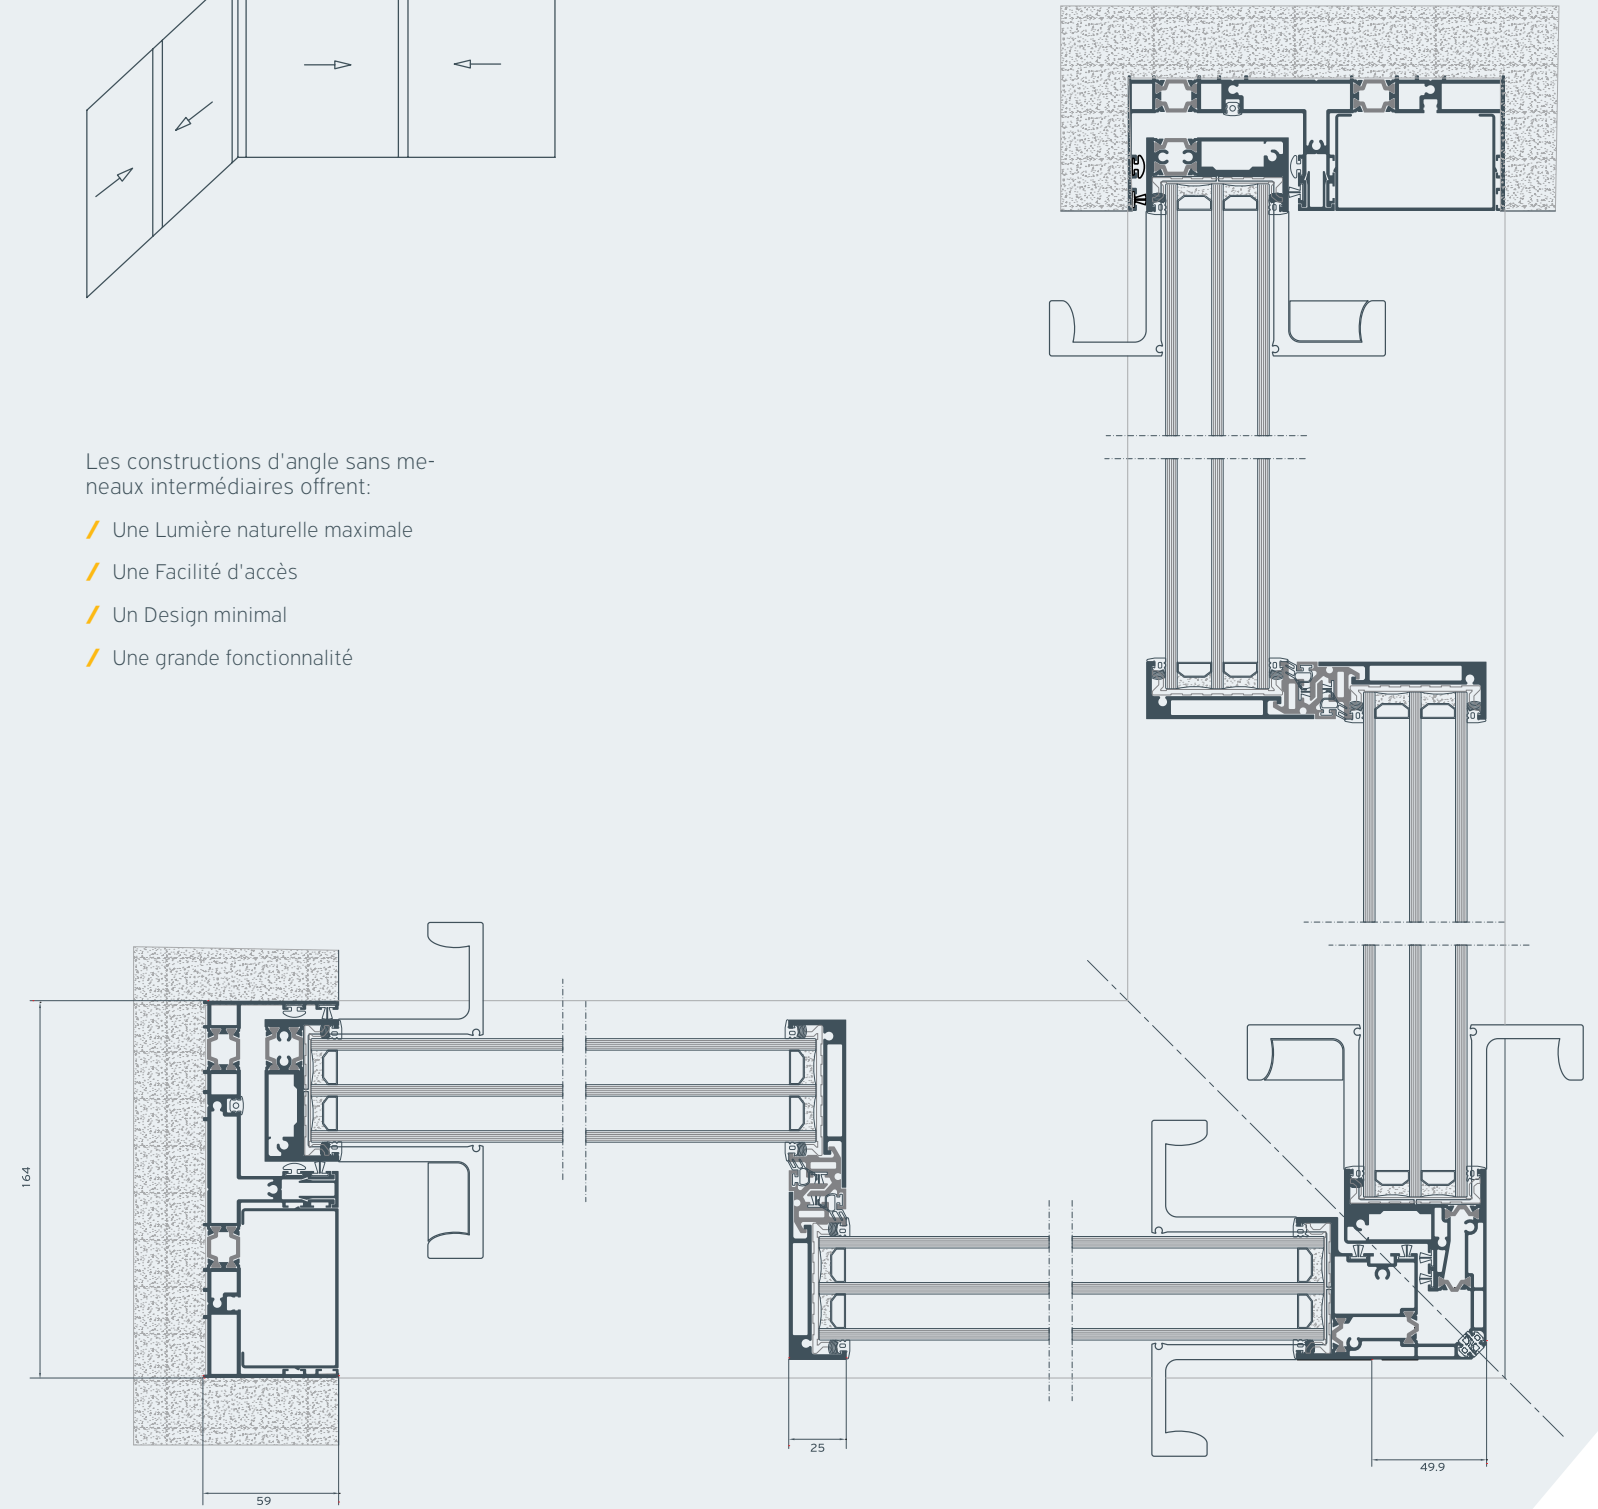 Les constructions d'angle sans me-
neaux intermédiaires offrent:
Une Lumière naturelle maximale
Une Facilité d'accès
Un Design minimal
Une grande fonctionnalité
164
25
49.9
59